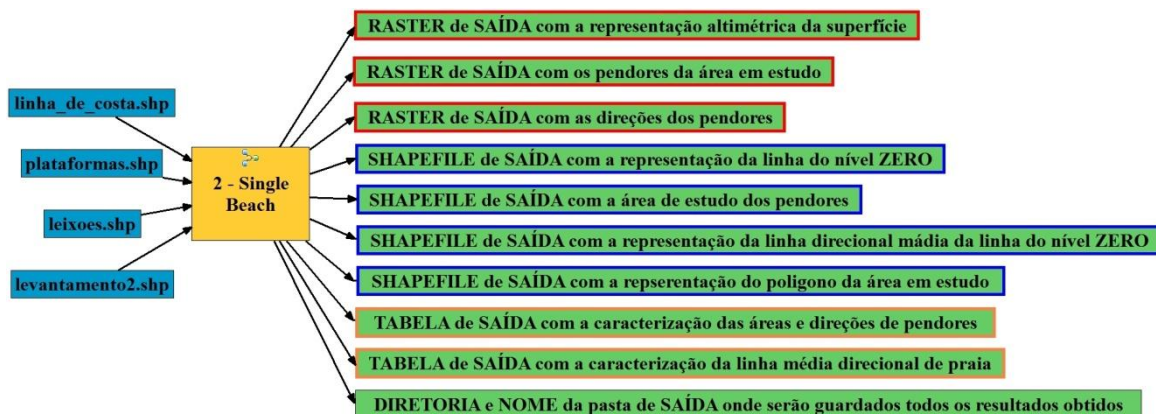 linha_de_costa.shp
plataformas.shp
leixoes.shp
levantamento2.shp
2 - Single
Beach
RASTER de SAÍDA com a representação altimétrica da superfície
RASTER de SAÍDA com os pendores da área em estudo
RASTER de SAÍDA com as direções dos pendores
SHAPEFILE de SAÍDA com a representação da linha do nível ZERO
SHAPEFILE de SAÍDA com a área de estudo dos pendores
SHAPEFILE de SAÍDA com a representação da linha direcional mádia da linha do nível ZERO
SHAPEFILE de SAÍDA com a repserentação do poligono da área em estudo
TABELA de SAÍDA com a caracterização das áreas e direções de pendores
TABELA de SAÍDA com a caracterização da linha média direcional de praia
DIRETORIA e NOME da pasta de SAÍDA onde serão guardados todos os resultados obtidos